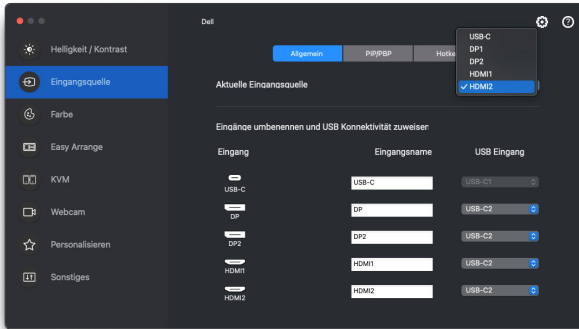 Dell
Helligkeit / Kontrast
Eingangsquelle
Farbe
Easy Arrange
KVM
Webcam
Personalisieren
Sonstiges
Allgemein PIP/PBP Hotke
USB-C
DP1
DP2
HDMI1
✓ HDMI2
Aktuelle Eingangsquelle
Eingänge umbenennen und USB Konnektivität zuweisen
Eingang Eingangsname USB Eingang
USB-C USB-C USB-C1
DP DP USB-C2
DP2 DP2 USB-C2
HDMI1 HDMI1 USB-C2
HDMI2 HDMI2 USB-C2